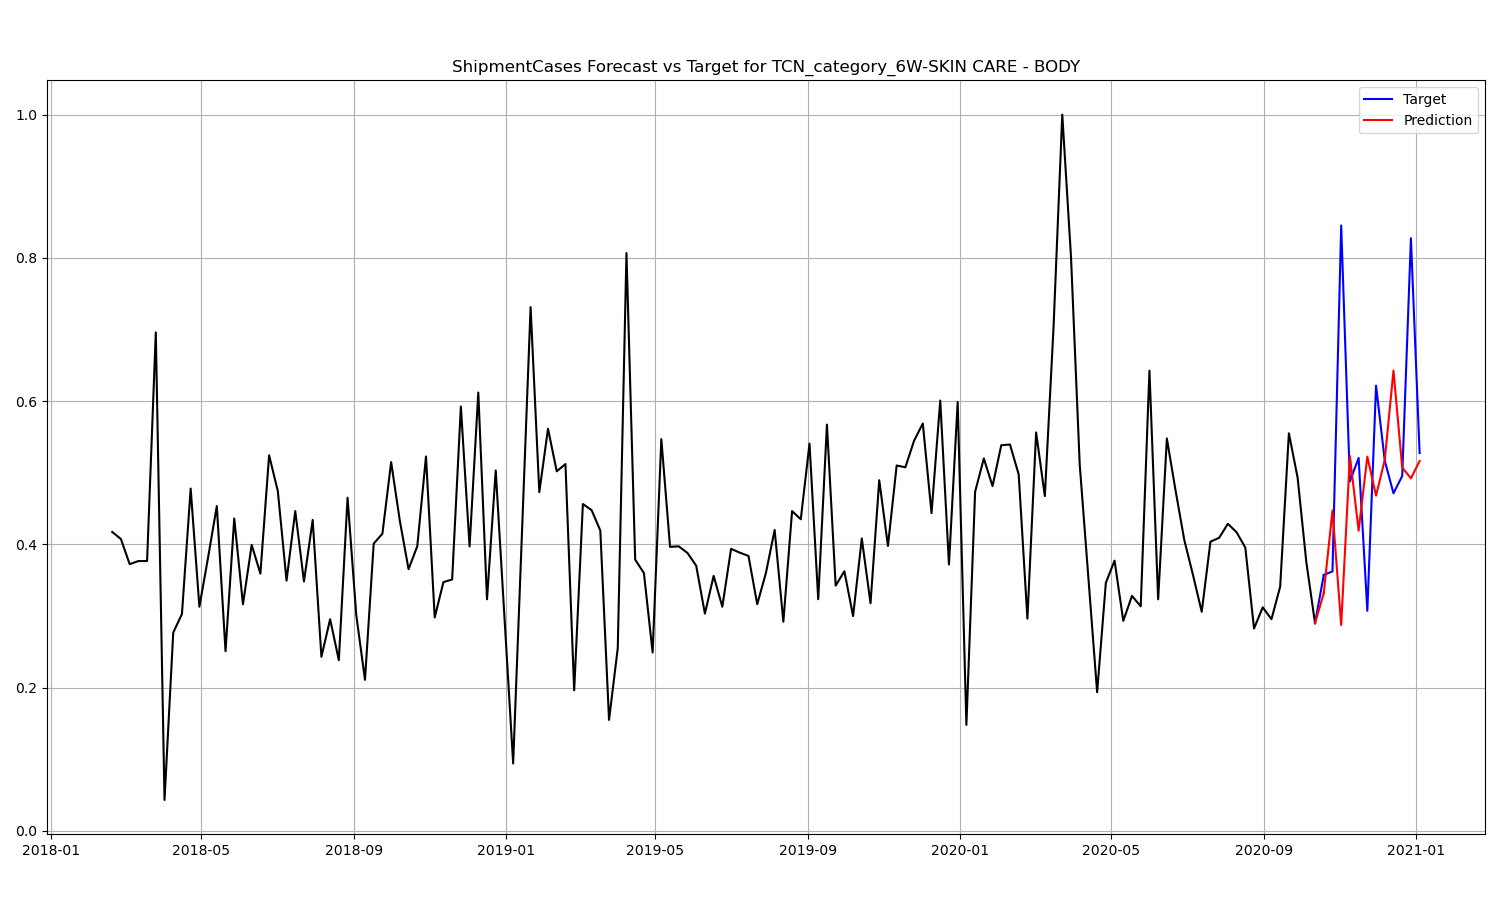 ShipmentCases Forecast vs Target for TCN_category_6W-SKIN CARE - BODY
Target
Prediction
1.0
0.8
0.6
0.4
0.2
0.0
2018-01 2018-05 2018-09 2019-01 2019-05 2019-09 2020-01 2020-05 2020-09 2021-01